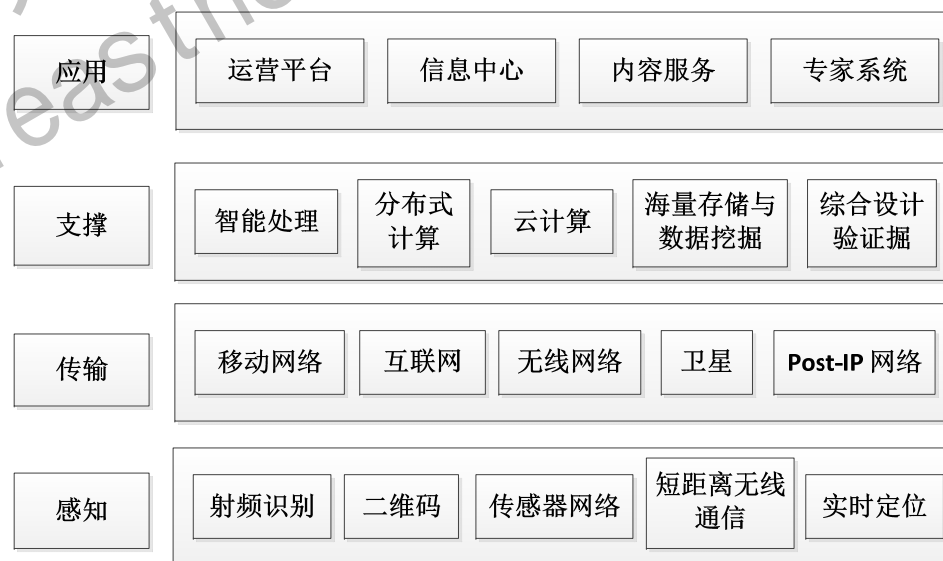 应用
运营平台
信息中心
内容服务
专家系统
支撑
智能处理
分布式
计算
云计算
海量存储与
数据挖掘
综合设计
验证掘
传输
移动网络
互联网
无线网络
卫星
Post-IP 网络
感知
射频识别
二维码
传感器网络
短距离无线
通信
实时定位